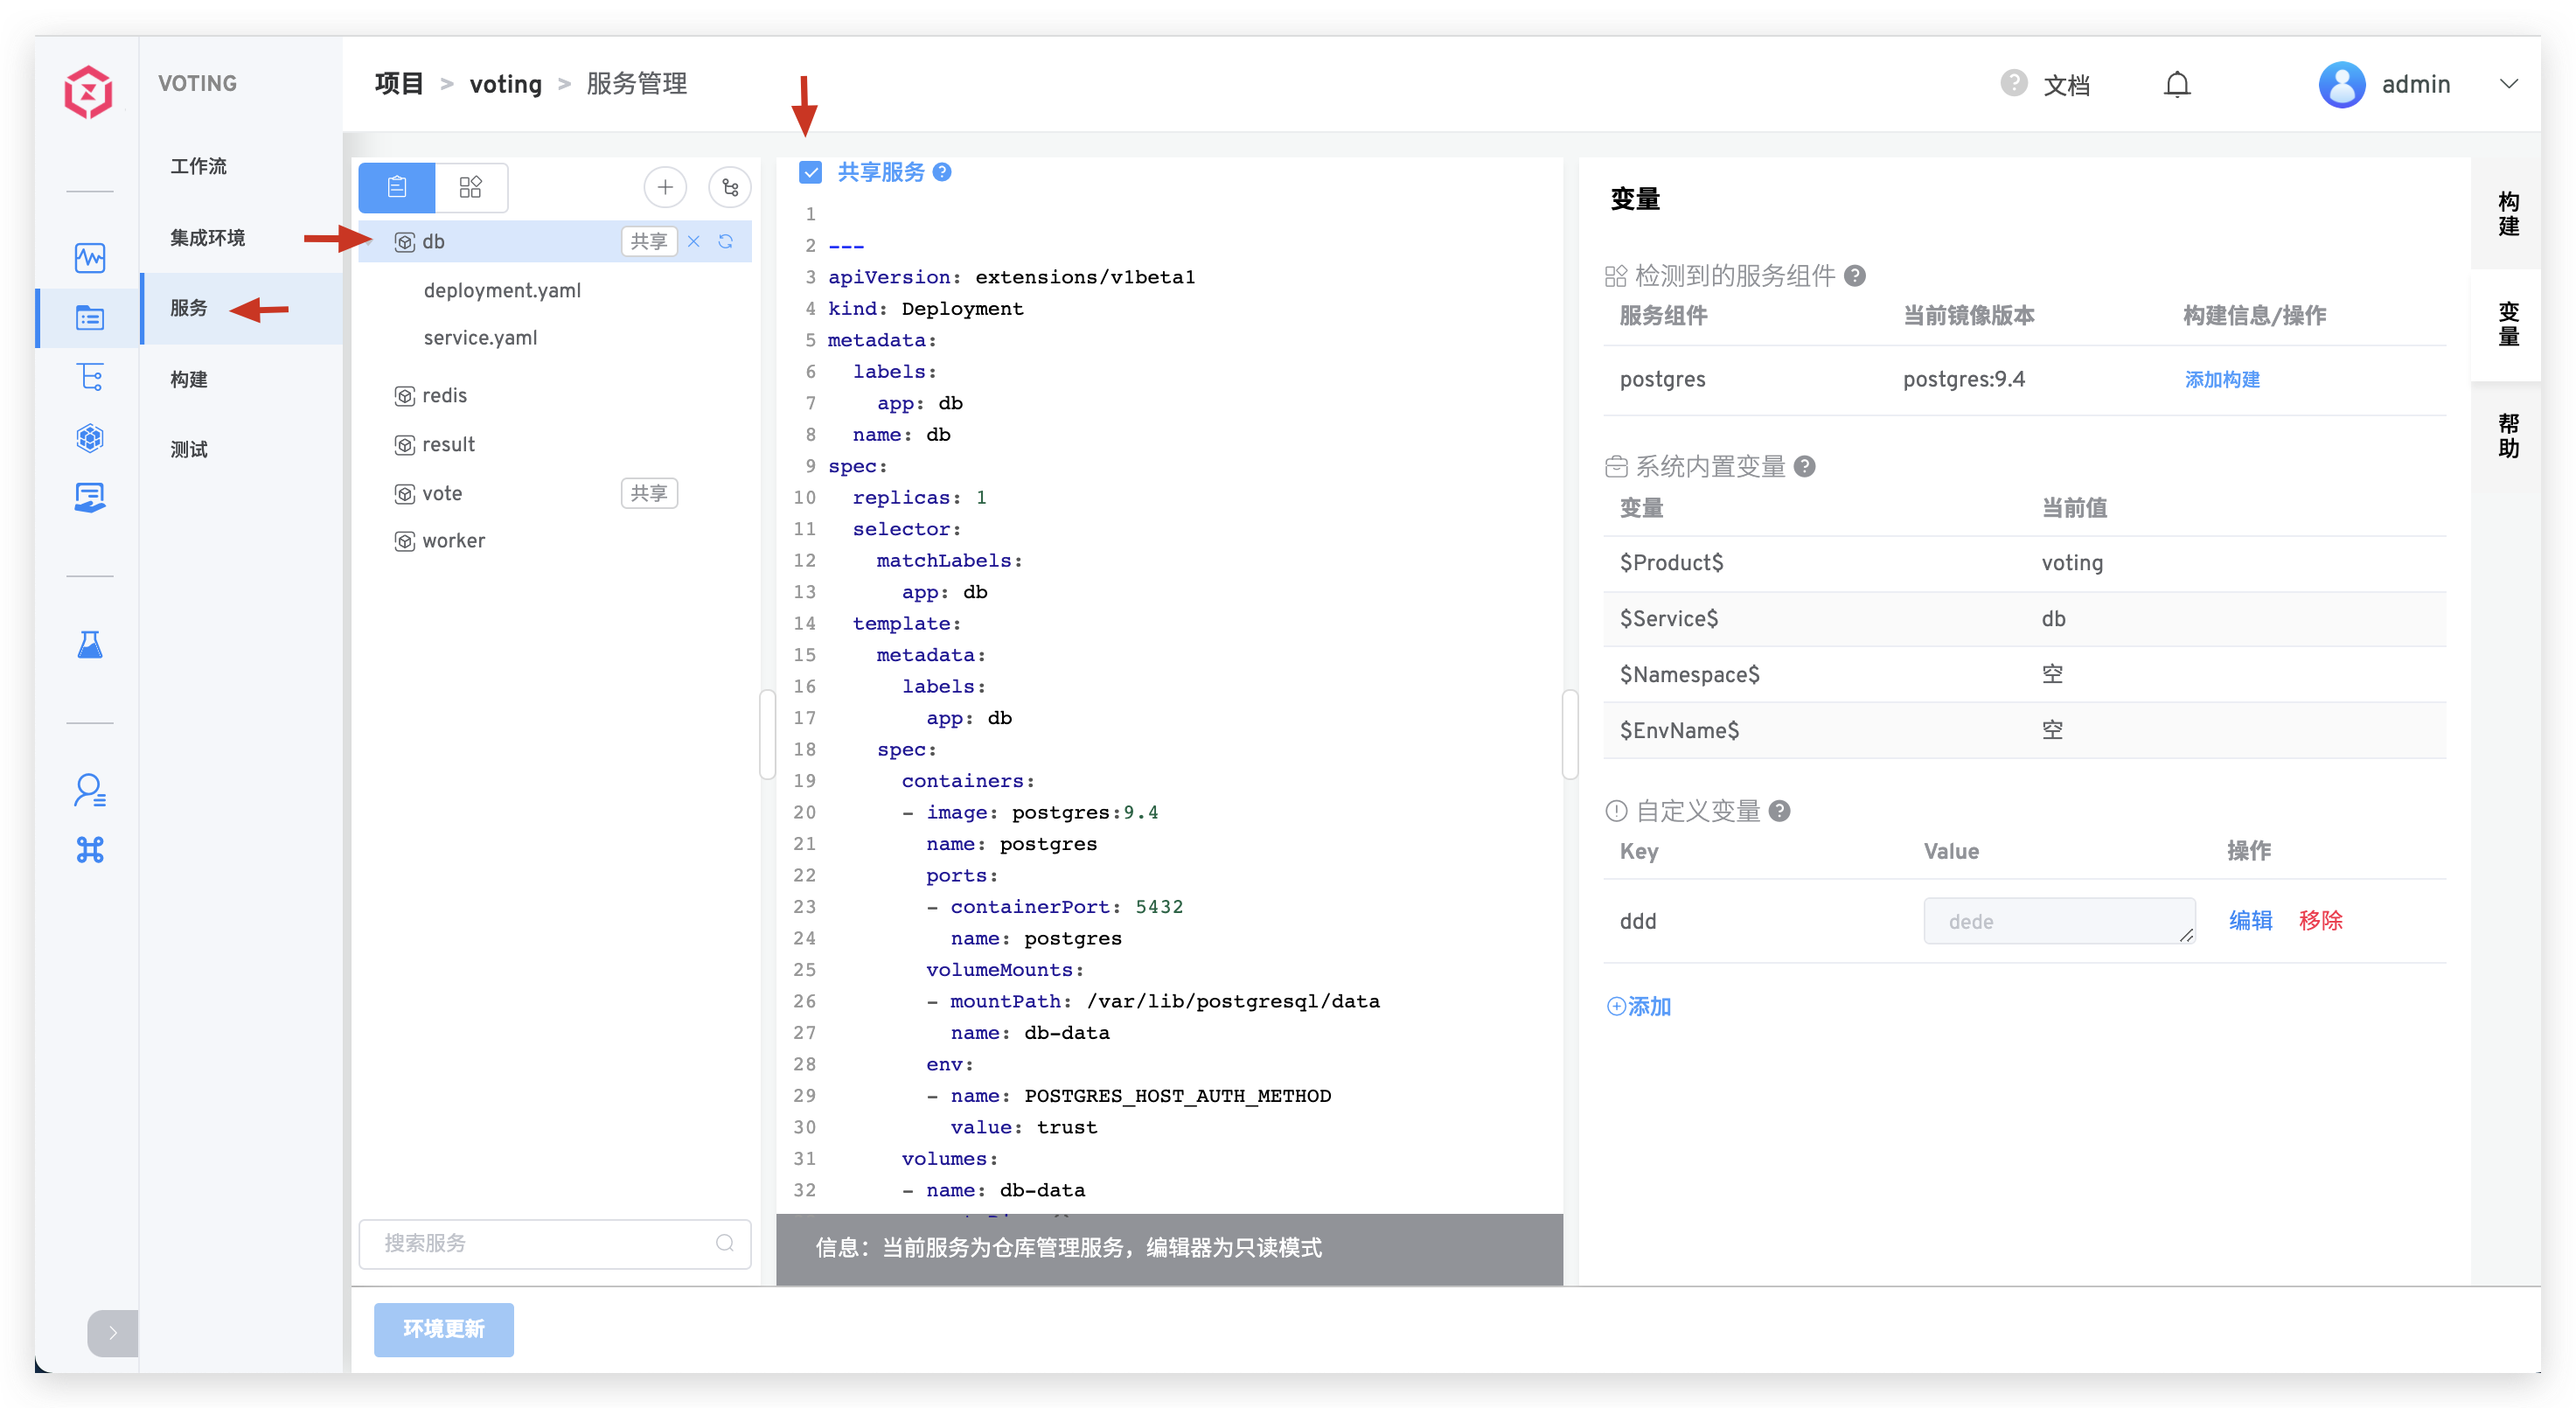 VOTING
工作流
集成环境
服务
构建
测试
项目 > voting > 服务管理
文档
admin
db 共享
deployment.yaml
service.yaml
redis
result
vote 共享
worker
搜索服务
共享服务
1
2 ---
3 apiVersion: extensions/v1beta1
4 kind: Deployment
5 metadata:
6 labels:
7 app: db
8 name: db
9 spec:
10 replicas: 1
11 selector:
12 matchLabels:
13 app: db
14 template:
15 metadata:
16 labels:
17 app: db
18 spec:
19 containers:
20 - image: postgres:9.4
21 name: postgres
22 ports:
23 - containerPort: 5432
24 name: postgres
25 volumeMounts:
26 - mountPath: /var/lib/postgresql/data
27 name: db-data
28 env:
29 - name: POSTGRES_HOST_AUTH_METHOD
30 value: trust
31 volumes:
32 - name: db-data
信息：当前服务为仓库管理服务，编辑器为只读模式
变量
检测到的服务组件
服务组件 当前镜像版本 构建信息/操作
postgres postgres:9.4 添加构建
系统内置变量
变量 当前值
$Product$ voting
$Service$ db
$Namespace$ 空
$EnvName$ 空
自定义变量
Key Value 操作
ddd dede 编辑 移除
添加
构建
变量
帮助
环境更新